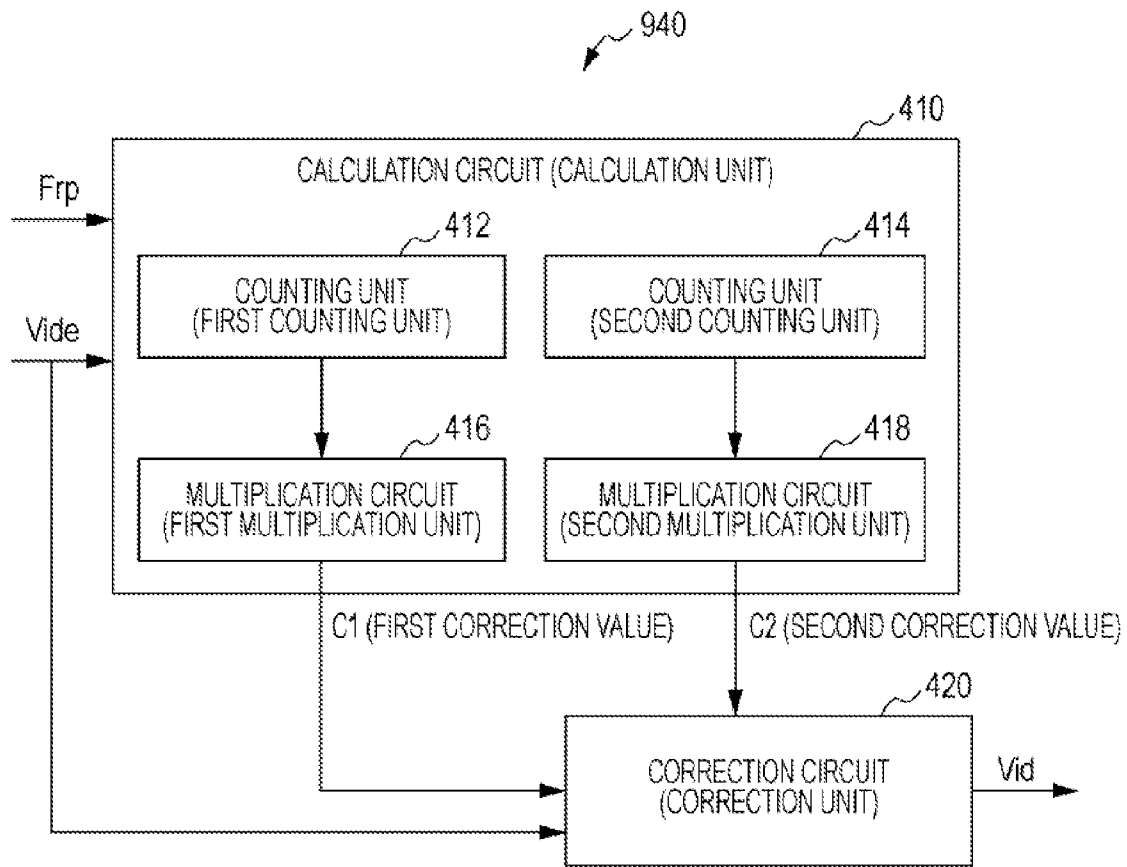 940
410
CALCULATION CIRCUIT (CALCULATION UNIT)
Frp
412
414
COUNTING UNIT
(FIRST COUNTING UNIT)
COUNTING UNIT
(SECOND COUNTING UNIT)
Vide
416
418
MULTIPLICATION CIRCUIT
(FIRST MULTIPLICATION UNIT)
MULTIPLICATION CIRCUIT
(SECOND MULTIPLICATION UNIT)
C1 (FIRST CORRECTION VALUE)
C2 (SECOND CORRECTION VALUE)
420
CORRECTION CIRCUIT
(CORRECTION UNIT)
Vid